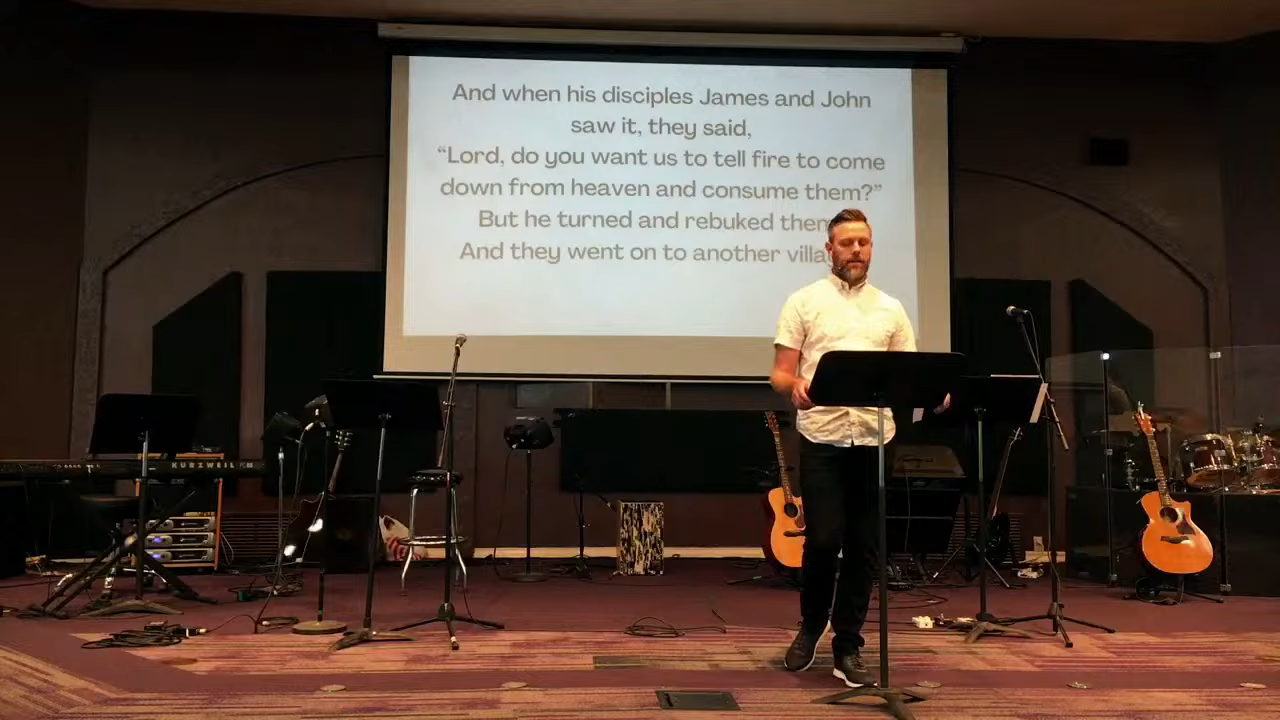 And when his disciples James and John
saw it, they said,
“Lord, do you want us to tell fire to come
down from heaven and consume them?”
But he turned and rebuked them
And they went on to another
KURZWEIL